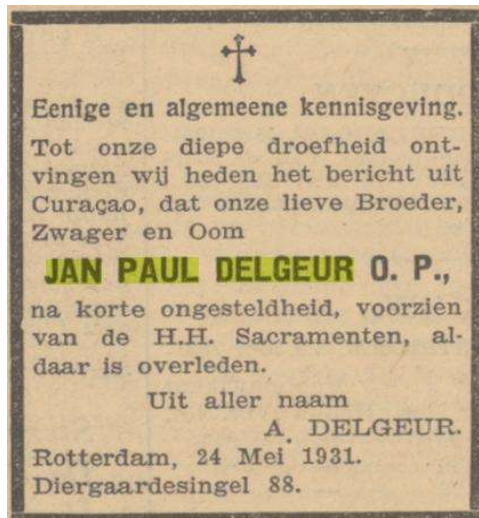 Eenige en algemeene kennisgeving.
Tot onze diepe droefheid ont-
vingen wij heden het bericht uit
Curaçao, dat onze lieve Broeder,
Zwager en Oom
JAN PAUL DELGEUR O. P.,
na korte ongesteldheid, voorzien
van de H.H. Sacramenten, al-
daar is overleden.
Uit aller naam
A. DELGEUR.
Rotterdam, 24 Mei 1931.
Diergaardesingel 88.